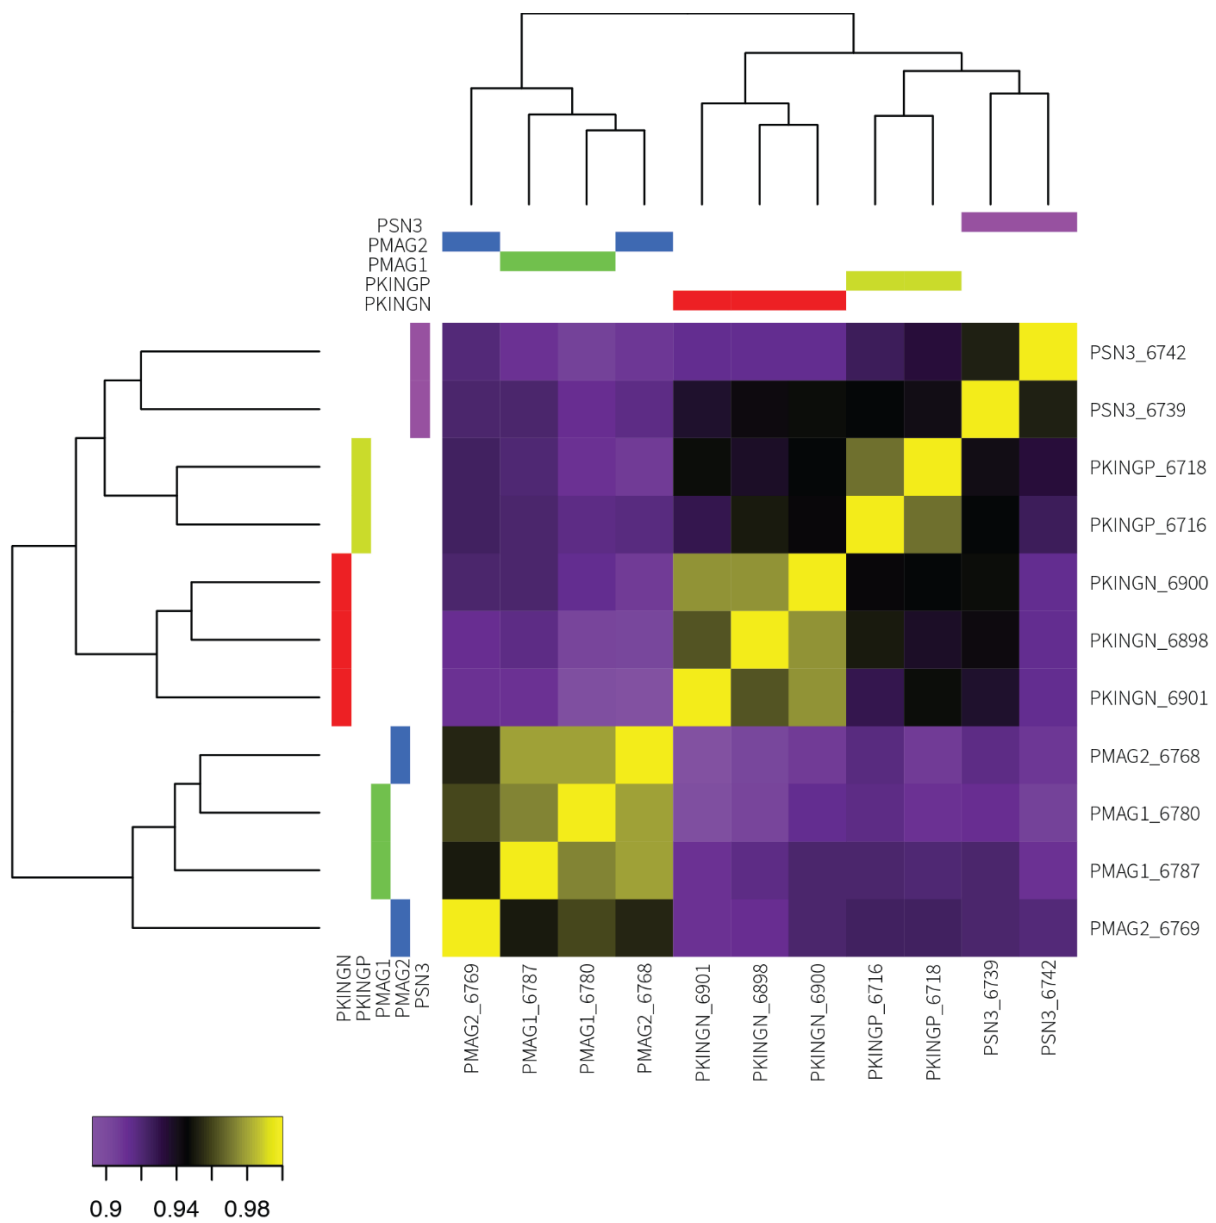 PSN3
PMAG2
PMAG1
PKINGP
PKINGN
PSN3_6742
PSN3_6739
PKINGP_6718
PKINGP_6716
PKINGN_6900
PKINGN_6898
PKINGN_6901
PMAG2_6768
PMAG1_6780
PMAG1_6787
PMAG2_6769
PKINGN
PKINGP
PMAG1
PMAG2
PSN3
PMAG2_6769
PMAG1_6787
PMAG1_6780
PMAG2_6768
PKINGN_6901
PKINGN_6898
PKINGN_6900
PKINGP_6716
PKINGP_6718
PSN3_6739
PSN3_6742
0.9 0.94 0.98